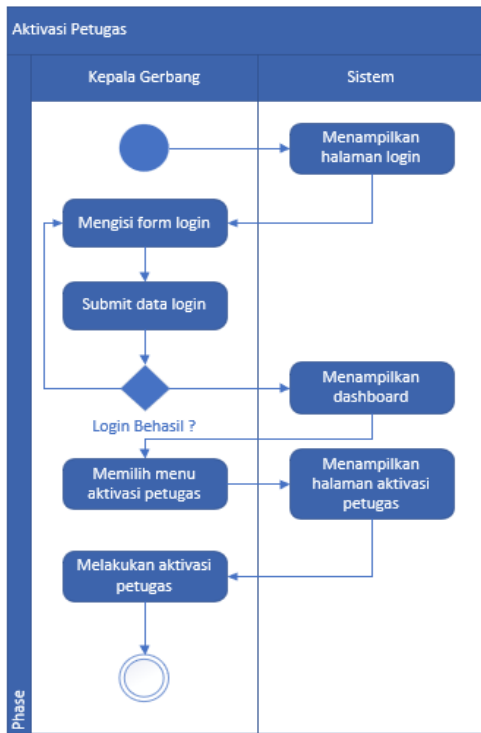 Aktivasi Petugas
Kepala Gerbang
Sistem
Menampilkan
halaman login
Mengisi form login
Submit data login
Menampilkan
dashboard
Login Behasil ?
Memilih menu
aktivasi petugas
Menampilkan
halaman aktivasi
petugas
Melakukan aktivasi
petugas
Phase